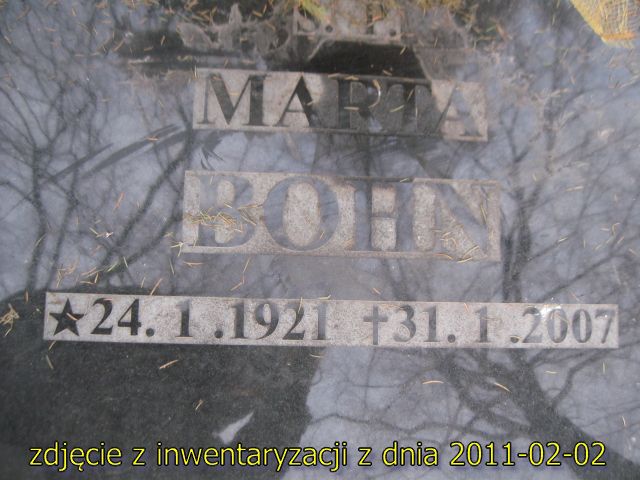 MARTA
BOHN
★24. 1 .1921 †31. 1 .2007
zdjęcie z inwentaryzacji z dnia 2011-02-02